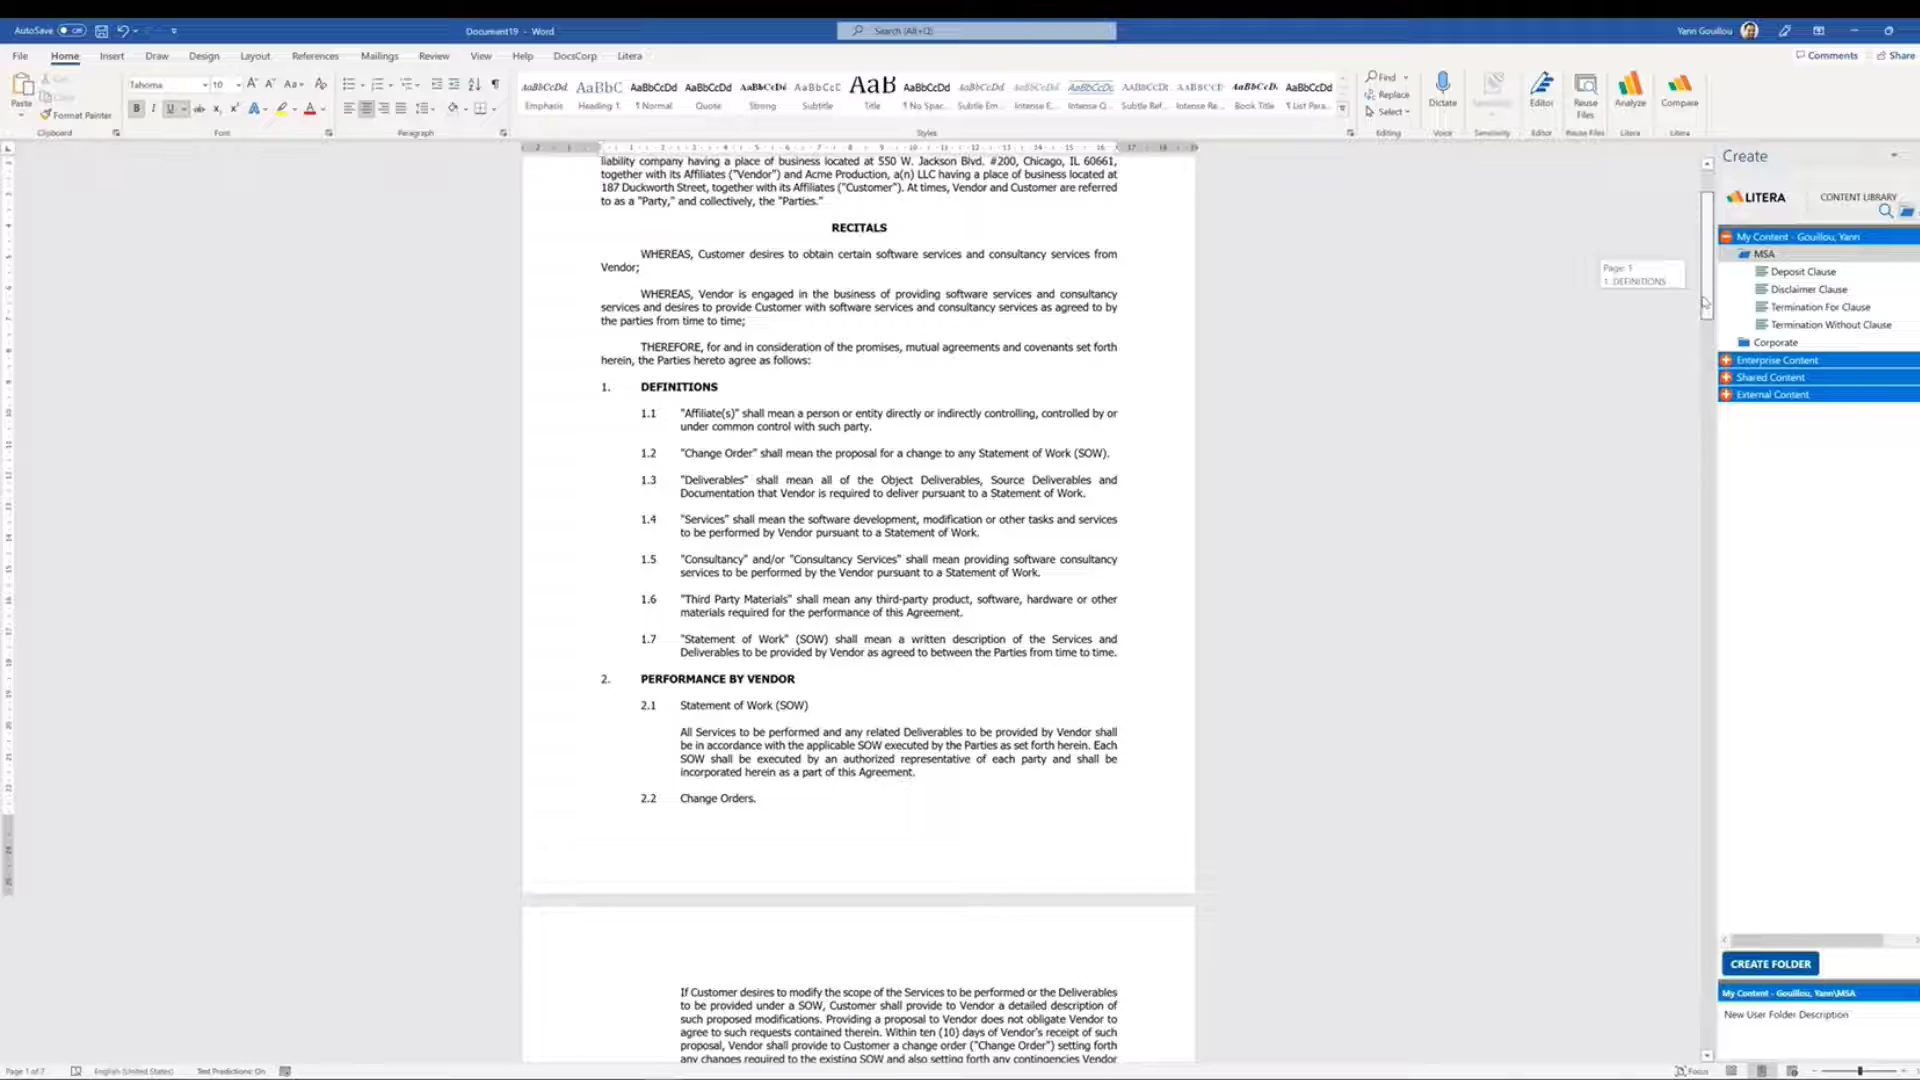 AutoSave Off
Document19 - Word
Search (Alt+Q)
Yann Gouillou
File Home Insert Draw Design Layout References Mailings Review View Help DocsCorp Litera
Comments Share
Paste
Cut
Copy
Format Painter
Clipboard
Tahoma 10
Font
Paragraph
AaBbCcDd AaBbC AaBbCcDd AaBbCcDd AaBbCcDd AaBbCcC AaB AaBbCcDd AaBbCcDd AaBbCcDd AaBbCcDc AaBbCcDt AaBbCcDt AaBbCcD. AaBbCcDd
Emphasis Heading 1 ¶ Normal Quote Strong Subtitle Title ¶ No Spac... Subtle Em... Intense E... Intense Q... Subtle Ref... Intense Re... Book Title ¶ List Para...
Styles
Find
Replace
Select
Editing
Dictate
Voice
Sensitivity
Sensitivity
Editor
Editor
Reuse Files
Reuse Files
Analyze
Litera
Compare
Litera
liability company having a place of business located at 550 W. Jackson Blvd. #200, Chicago, IL 60661,
together with its Affiliates ("Vendor") and Acme Production, a(n) LLC having a place of business located at
187 Duckworth Street, together with its Affiliates ("Customer"). At times, Vendor and Customer are referred
to as a "Party," and collectively, the "Parties."
RECITALS
WHEREAS, Customer desires to obtain certain software services and consultancy services from
Vendor;
WHEREAS, Vendor is engaged in the business of providing software services and consultancy
services and desires to provide Customer with software services and consultancy services as agreed to by
the parties from time to time;
THEREFORE, for and in consideration of the promises, mutual agreements and covenants set forth
herein, the Parties hereto agree as follows:
1. DEFINITIONS
1.1 "Affiliate(s)" shall mean a person or entity directly or indirectly controlling, controlled by or
under common control with such party.
1.2 "Change Order" shall mean the proposal for a change to any Statement of Work (SOW).
1.3 "Deliverables" shall mean all of the Object Deliverables, Source Deliverables and
Documentation that Vendor is required to deliver pursuant to a Statement of Work.
1.4 "Services" shall mean the software development, modification or other tasks and services
to be performed by Vendor pursuant to a Statement of Work.
1.5 "Consultancy" and/or "Consultancy Services" shall mean providing software consultancy
services to be performed by the Vendor pursuant to a Statement of Work.
1.6 "Third Party Materials" shall mean any third-party product, software, hardware or other
materials required for the performance of this Agreement.
1.7 "Statement of Work" (SOW) shall mean a written description of the Services and
Deliverables to be provided by Vendor as agreed to between the Parties from time to time.
2. PERFORMANCE BY VENDOR
2.1 Statement of Work (SOW)
All Services to be performed and any related Deliverables to be provided by Vendor shall
be in accordance with the applicable SOW executed by the Parties as set forth herein. Each
SOW shall be executed by an authorized representative of each party and shall be
incorporated herein as a part of this Agreement.
2.2 Change Orders.
If Customer desires to modify the scope of the Services to be performed or the Deliverables
to be provided under a SOW, Customer shall provide to Vendor a detailed description of
such proposed modifications. Providing a proposal to Vendor does not obligate Vendor to
agree to such requests contained therein. Within ten (10) days of Vendor's receipt of such
proposal, Vendor shall provide to Customer a change order ("Change Order") setting forth
any changes required to the existing SOW and also setting forth any contingencies Vendor
Page: 1
1. DEFINITIONS
Create
LITERA
CONTENT LIBRARY
My Content - Gouillou, Yann
MSA
Deposit Clause
Disclaimer Clause
Termination For Clause
Termination Without Clause
Corporate
Enterprise Content
Shared Content
External Content
CREATE FOLDER
My Content - Gouillou, Yann\MSA
New User Folder Description
Page 1 of 7
English (United States)
Text Predictions: On
Focus